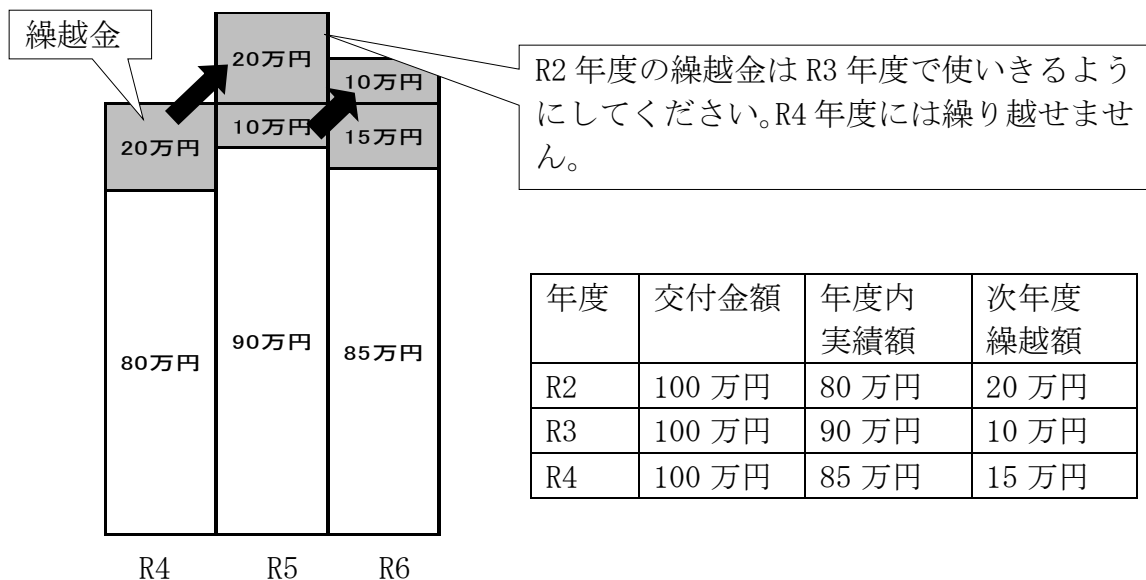 繰越金
20万円
10万円
20万円
10万円
15万円
80万円
90万円
85万円
R4 R5 R6
R2 年度の繰越金は R3 年度で使いきるよう
にしてください。R4 年度には繰り越せませ
ん。
年度 交付金額 年度内 次年度
実績額 繰越額
R2 100 万円 80 万円 20 万円
R3 100 万円 90 万円 10 万円
R4 100 万円 85 万円 15 万円